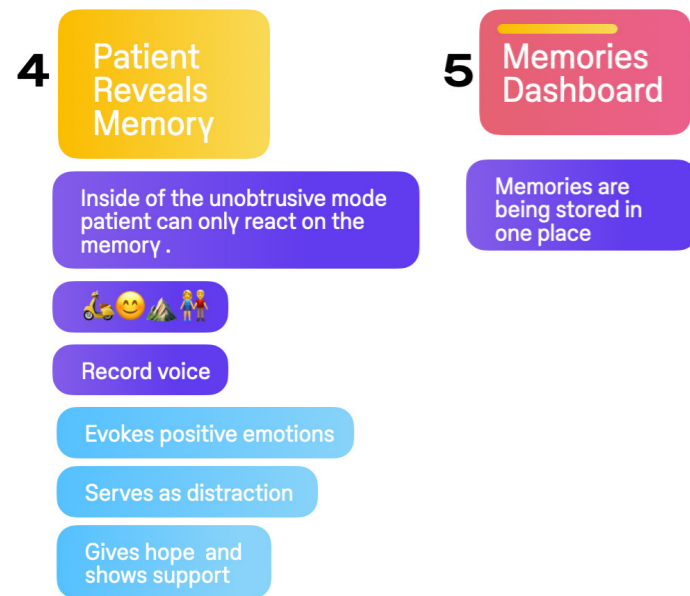 4
Patient
Reveals
Memory
Inside of the unobtrusive mode
patient can only react on the
memory .
🛵😊⛰️👫
Record voice
Evokes positive emotions
Serves as distraction
Gives hope and
shows support
5
Memories
Dashboard
Memories are
being stored in
one place